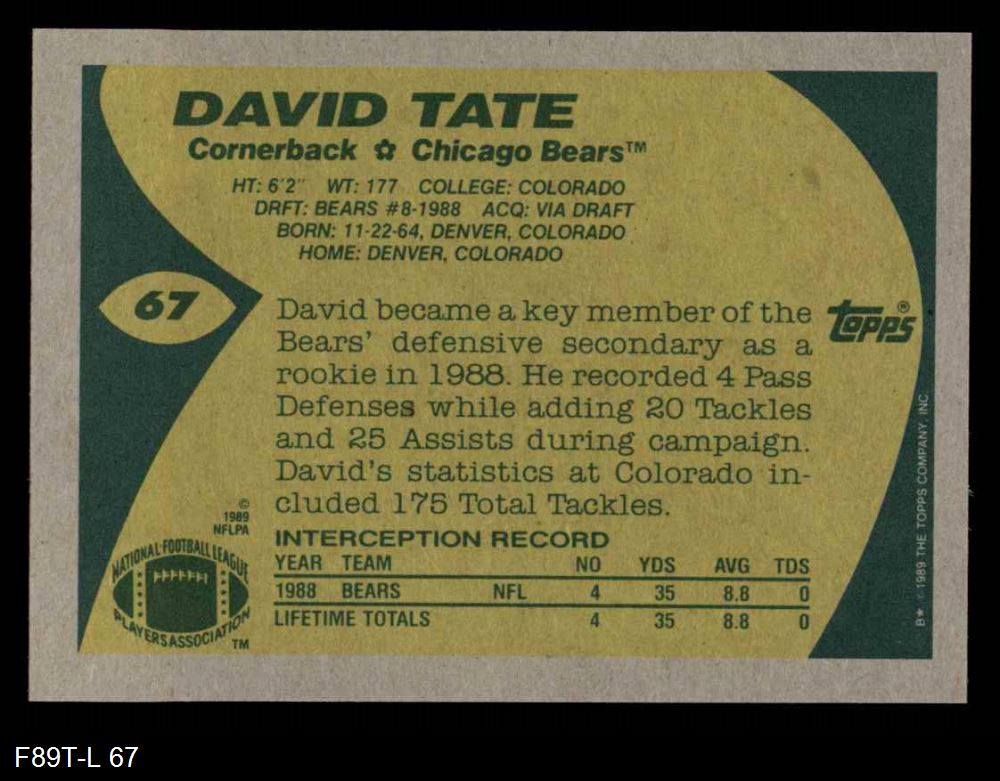 DAVID TATE
Cornerback ✿ Chicago Bears™
HT: 6'2" WT: 177 COLLEGE: COLORADO
DRFT: BEARS #8-1988 ACQ: VIA DRAFT
BORN: 11-22-64, DENVER, COLORADO
HOME: DENVER, COLORADO
67
David became a key member of the
Bears' defensive secondary as a
rookie in 1988. He recorded 4 Pass
Defenses while adding 20 Tackles
and 25 Assists during campaign.
David's statistics at Colorado in-
cluded 175 Total Tackles.
topps®
INTERCEPTION RECORD
YEAR TEAM NO YDS AVG TDS
1988 BEARS NFL 4 35 8.8 0
LIFETIME TOTALS 4 35 8.8 0
©
1989
NFLPA
NATIONAL FOOTBALL LEAGUE
PLAYERS ASSOCIATION
TM
B* © 1989 THE TOPPS COMPANY, INC.
F89T-L 67